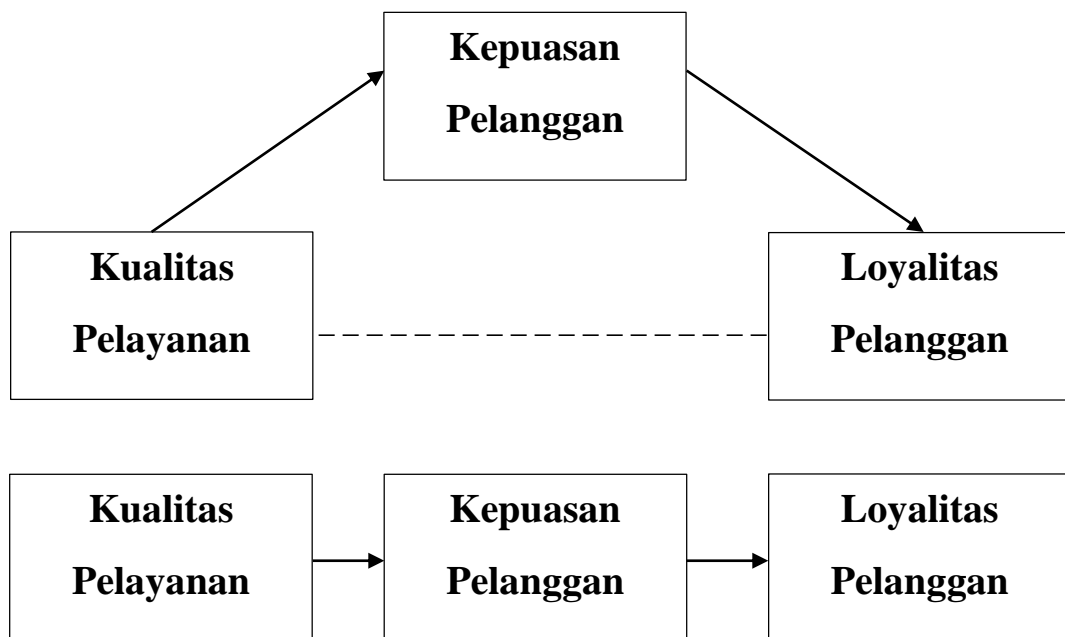 Kepuasan
Pelanggan
Kualitas
Pelayanan
Loyalitas
Pelanggan
Kualitas
Pelayanan
Kepuasan
Pelanggan
Loyalitas
Pelanggan